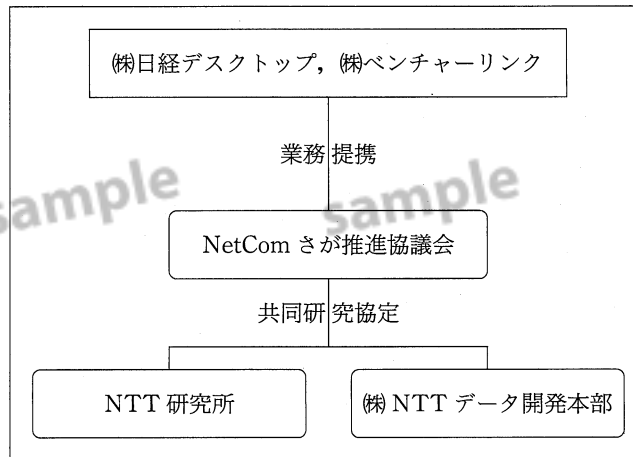 ㈱日経デスクトップ，㈱ベンチャーリンク
業務提携
sample
sample
NetCom さが推進協議会
共同研究協定
NTT 研究所
㈱ NTT データ開発本部